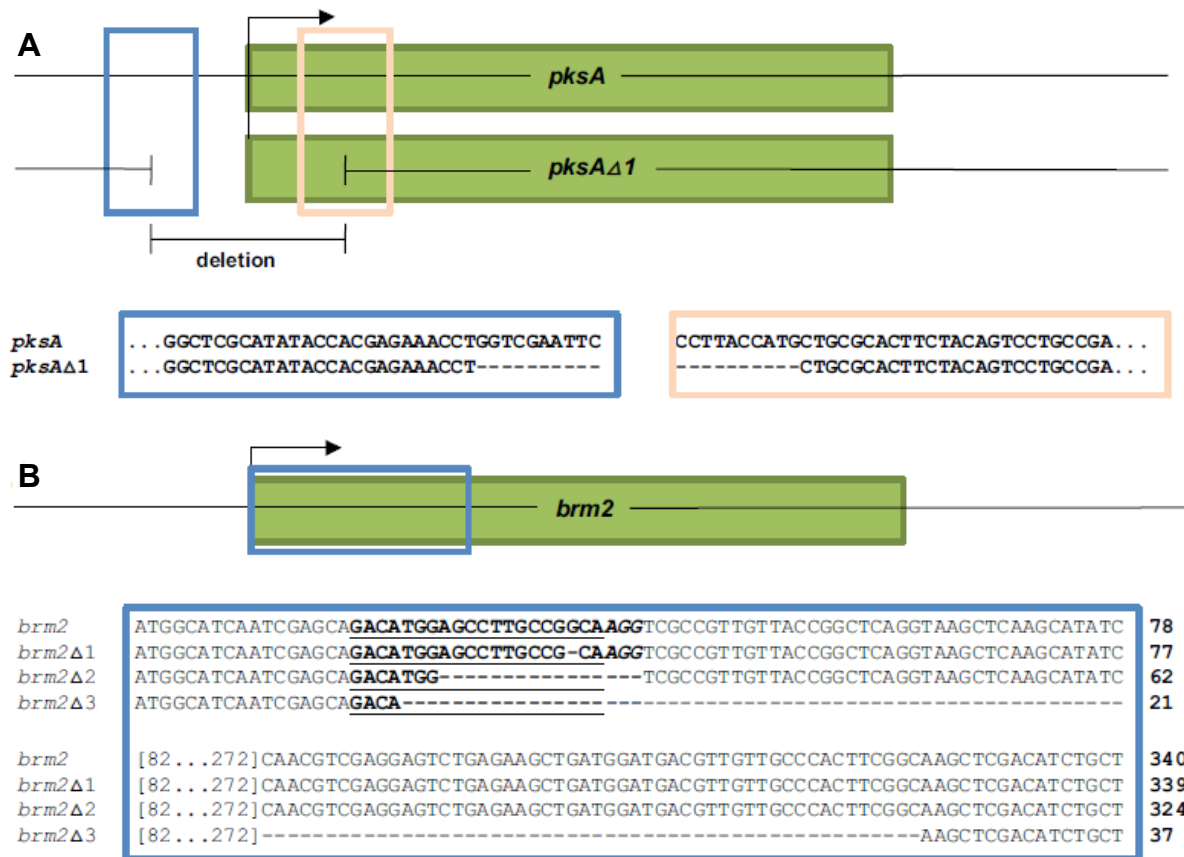 A
pksA
pksAΔ1
deletion
pksA ...GGCTCGCATATACCACGAGAAACCTGGTCGAATTC CCTTACCATGCTGCGCACTTCTACAGTCCTGCCGA...
pksAΔ1 ...GGCTCGCATATACCACGAGAAACCT---------- ----------CTGCGCACTTCTACAGTCCTGCCGA...
B
brm2
brm2 ATGGCATCAATCGAGCAGACATGGAGCCTTGCCGGCAAGGTCGCCGTTGTTACCGGCTCAGGTAAGCTCAAGCATATC 78
brm2Δ1 ATGGCATCAATCGAGCAGACATGGAGCCTTGCCG-CAAGGTCGCCGTTGTTACCGGCTCAGGTAAGCTCAAGCATATC 77
brm2Δ2 ATGGCATCAATCGAGCAGACATGG----------------TCGCCGTTGTTACCGGCTCAGGTAAGCTCAAGCATATC 62
brm2Δ3 ATGGCATCAATCGAGCAGACA--------------------------------------------------------- 21
brm2 [82...272]CAACGTCGAGGAGTCTGAGAAGCTGATGGATGACGTTGTTGCCCACTTCGGCAAGCTCGACATCTGCT 340
brm2Δ1 [82...272]CAACGTCGAGGAGTCTGAGAAGCTGATGGATGACGTTGTTGCCCACTTCGGCAAGCTCGACATCTGCT 339
brm2Δ2 [82...272]CAACGTCGAGGAGTCTGAGAAGCTGATGGATGACGTTGTTGCCCACTTCGGCAAGCTCGACATCTGCT 324
brm2Δ3 [82...272]----------------------------------------------------AAGCTCGACATCTGCT 37